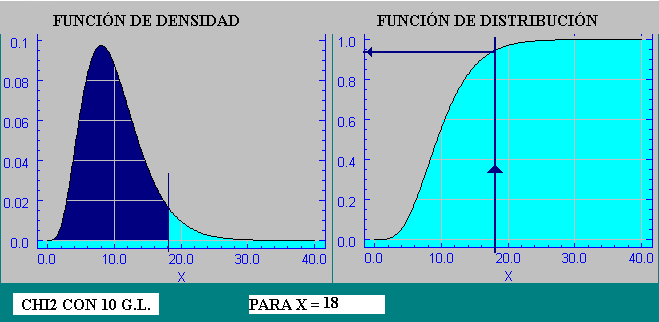 FUNCIÓN DE DENSIDAD
0.1
0.08
0.06
0.04
0.02
0.0
0.0 10.0 20.0 30.0 40.0
X
FUNCIÓN DE DISTRIBUCIÓN
1.0
0.8
0.6
0.4
0.2
0.0
0.0 10.0 20.0 30.0 40.0
X
CHI2 CON 10 G.L.
PARA X = 18